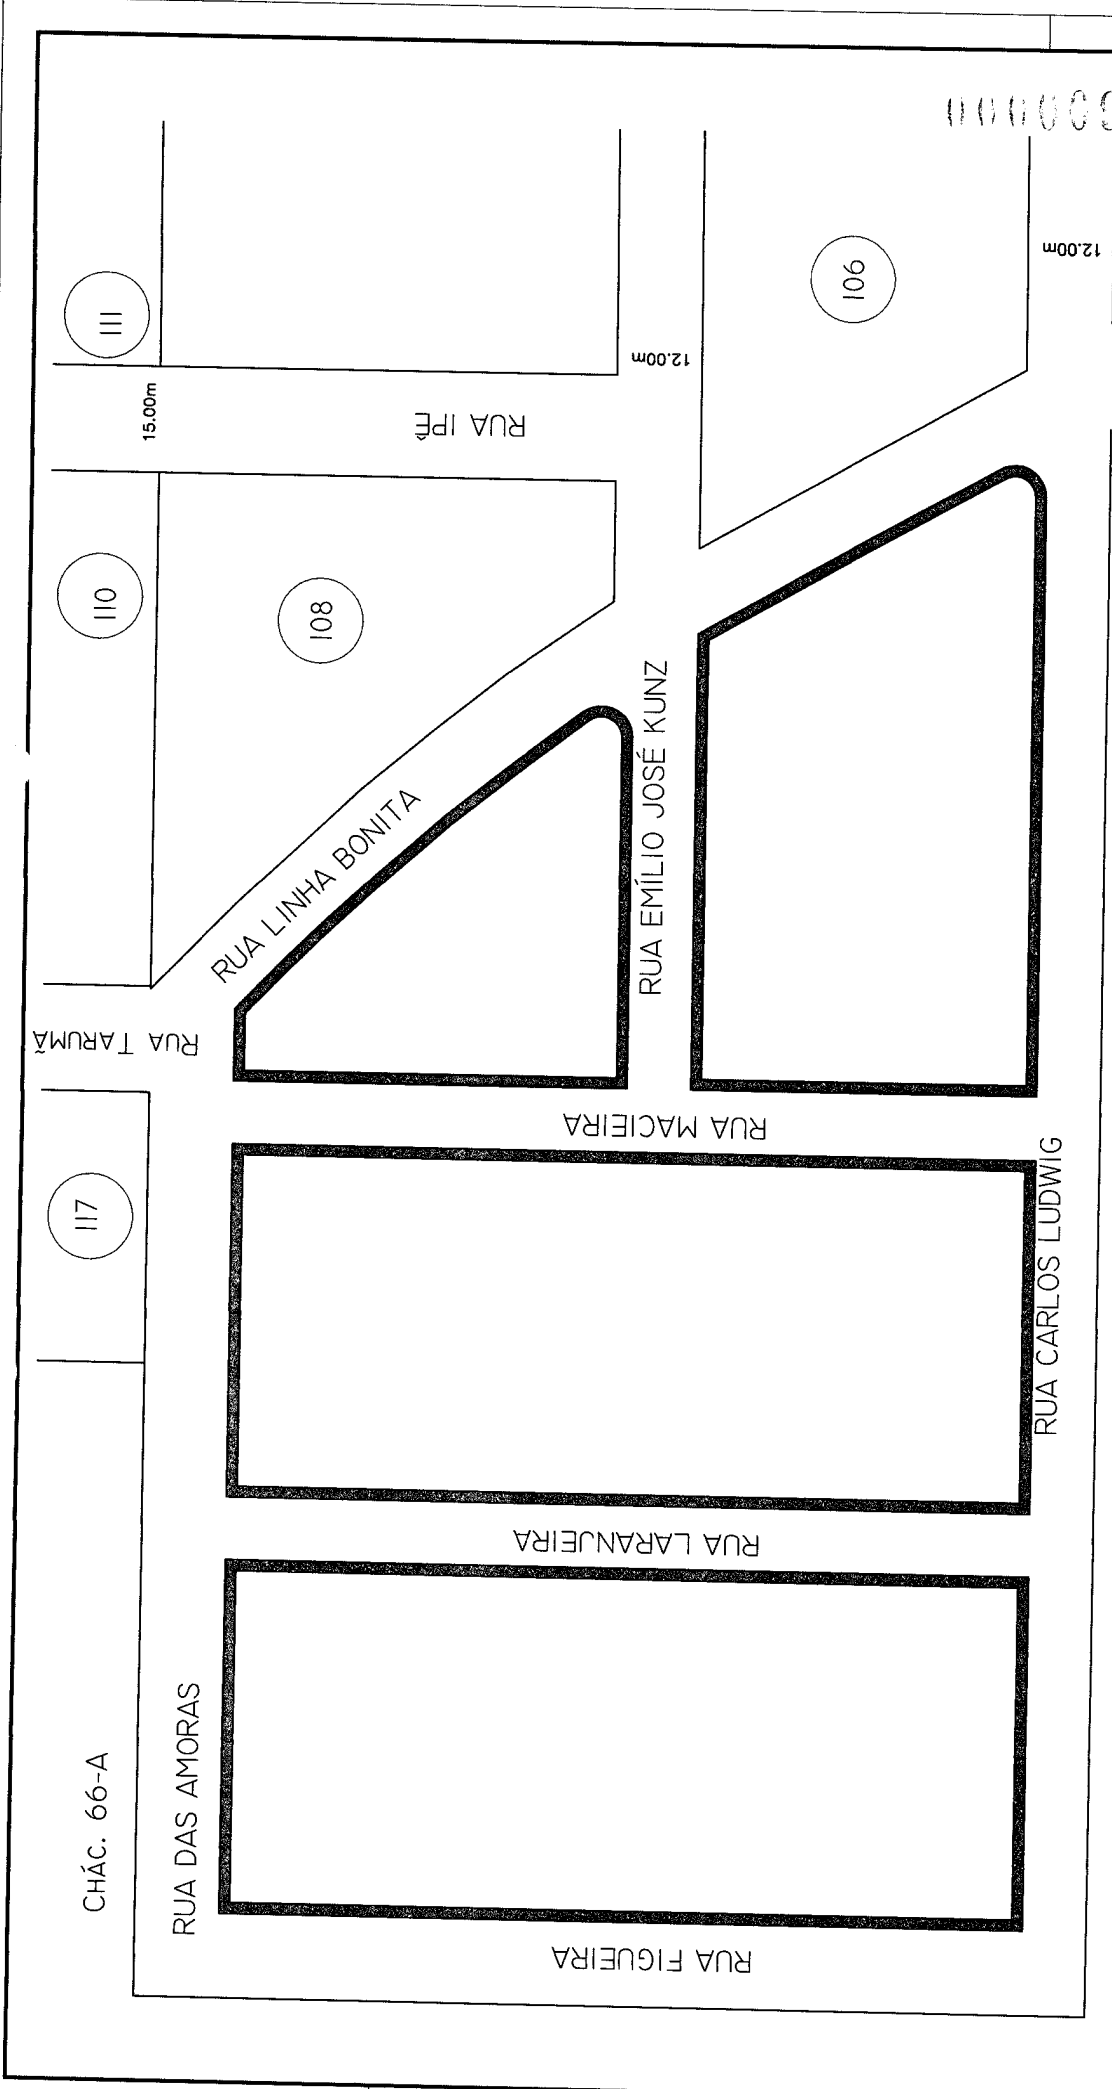 000009
111
12.00m
106
12.00m
15.00m
RUA IPÊ
110
108
RUA LINHA BONITA
RUA EMÍLIO JOSÉ KUNZ
RUA TARUMÃ
RUA MACIEIRA
117
RUA CARLOS LUDWIG
RUA LARANJEIRA
CHÁC. 66-A
RUA DAS AMORAS
RUA FIGUEIRA